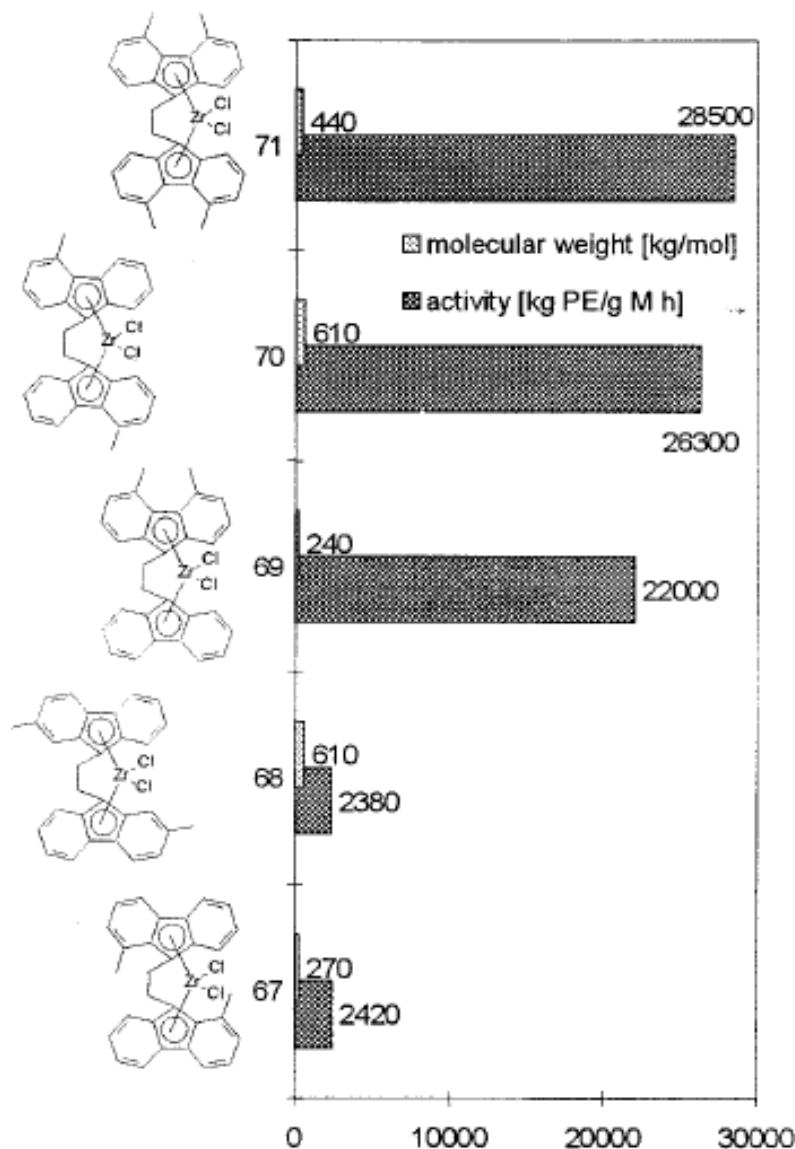 Cl
Zr
Cl
71
440
28500
molecular weight [kg/mol]
activity [kg PE/g M h]
Cl
Zr
Cl
70
610
26300
Cl
Zr
Cl
69
240
22000
Cl
Zr
Cl
68
610
2380
Cl
Zr
Cl
67
270
2420
0 10000 20000 30000